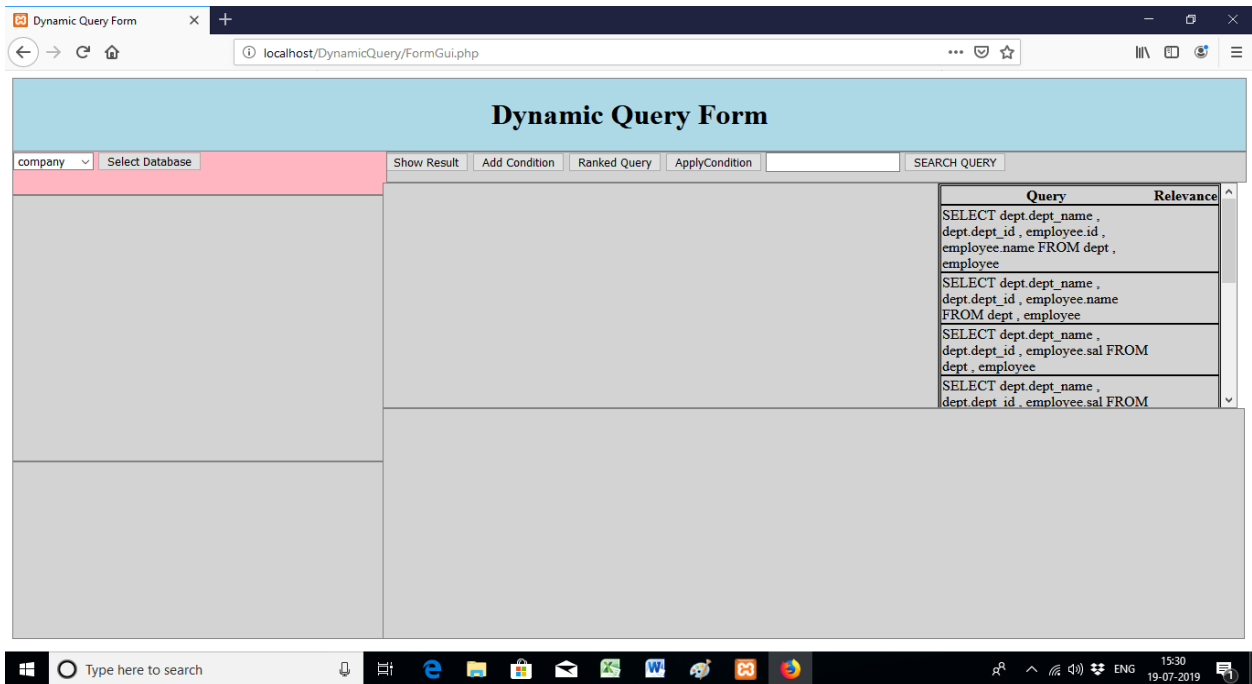 Dynamic Query Form
localhost/DynamicQuery/FormGui.php
Dynamic Query Form
company Select Database Show Result Add Condition Ranked Query ApplyCondition SEARCH QUERY
Query Relevance
SELECT dept.dept_name ,
dept.dept_id , employee.id ,
employee.name FROM dept ,
employee
SELECT dept.dept_name ,
dept.dept_id , employee.name
FROM dept , employee
SELECT dept.dept_name ,
dept.dept_id , employee.sal FROM
dept , employee
SELECT dept.dept_name ,
dept.dept_id , employee.sal FROM
Type here to search
ENG
15:30
19-07-2019
1